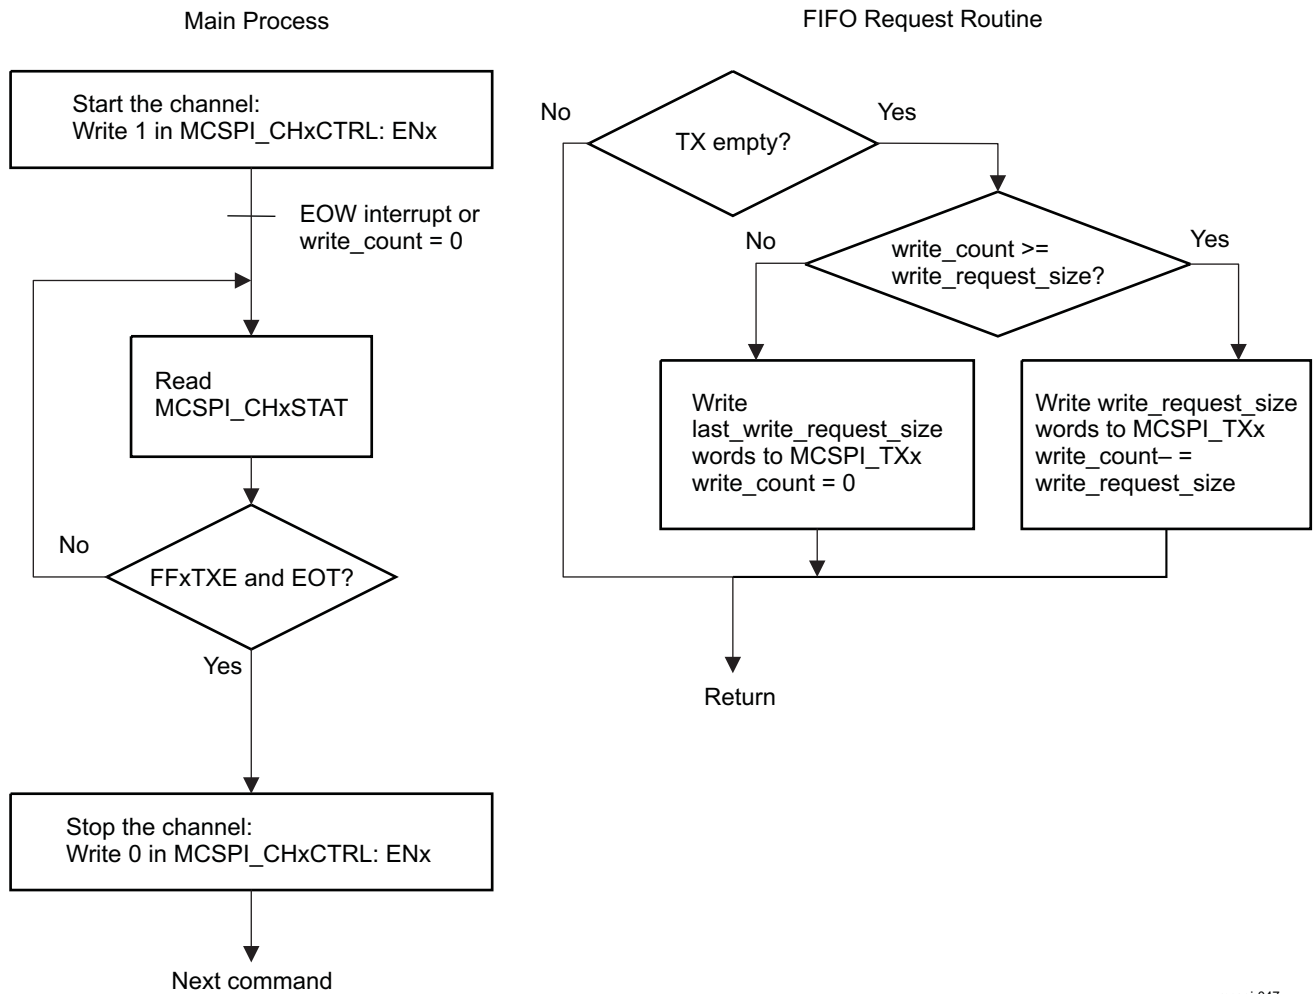 Main Process
FIFO Request Routine
Start the channel:
Write 1 in MCSPI_CHxCTRL: ENx
EOW interrupt or
write_count = 0
Read
MCSPI_CHxSTAT
No
FFxTXE and EOT?
Yes
Stop the channel:
Write 0 in MCSPI_CHxCTRL: ENx
Next command
No
Yes
TX empty?
No
Yes
write_count >=
write_request_size?
Write
last_write_request_size
words to MCSPI_TXx
write_count = 0
Write write_request_size
words to MCSPI_TXx
write_count– =
write_request_size
Return